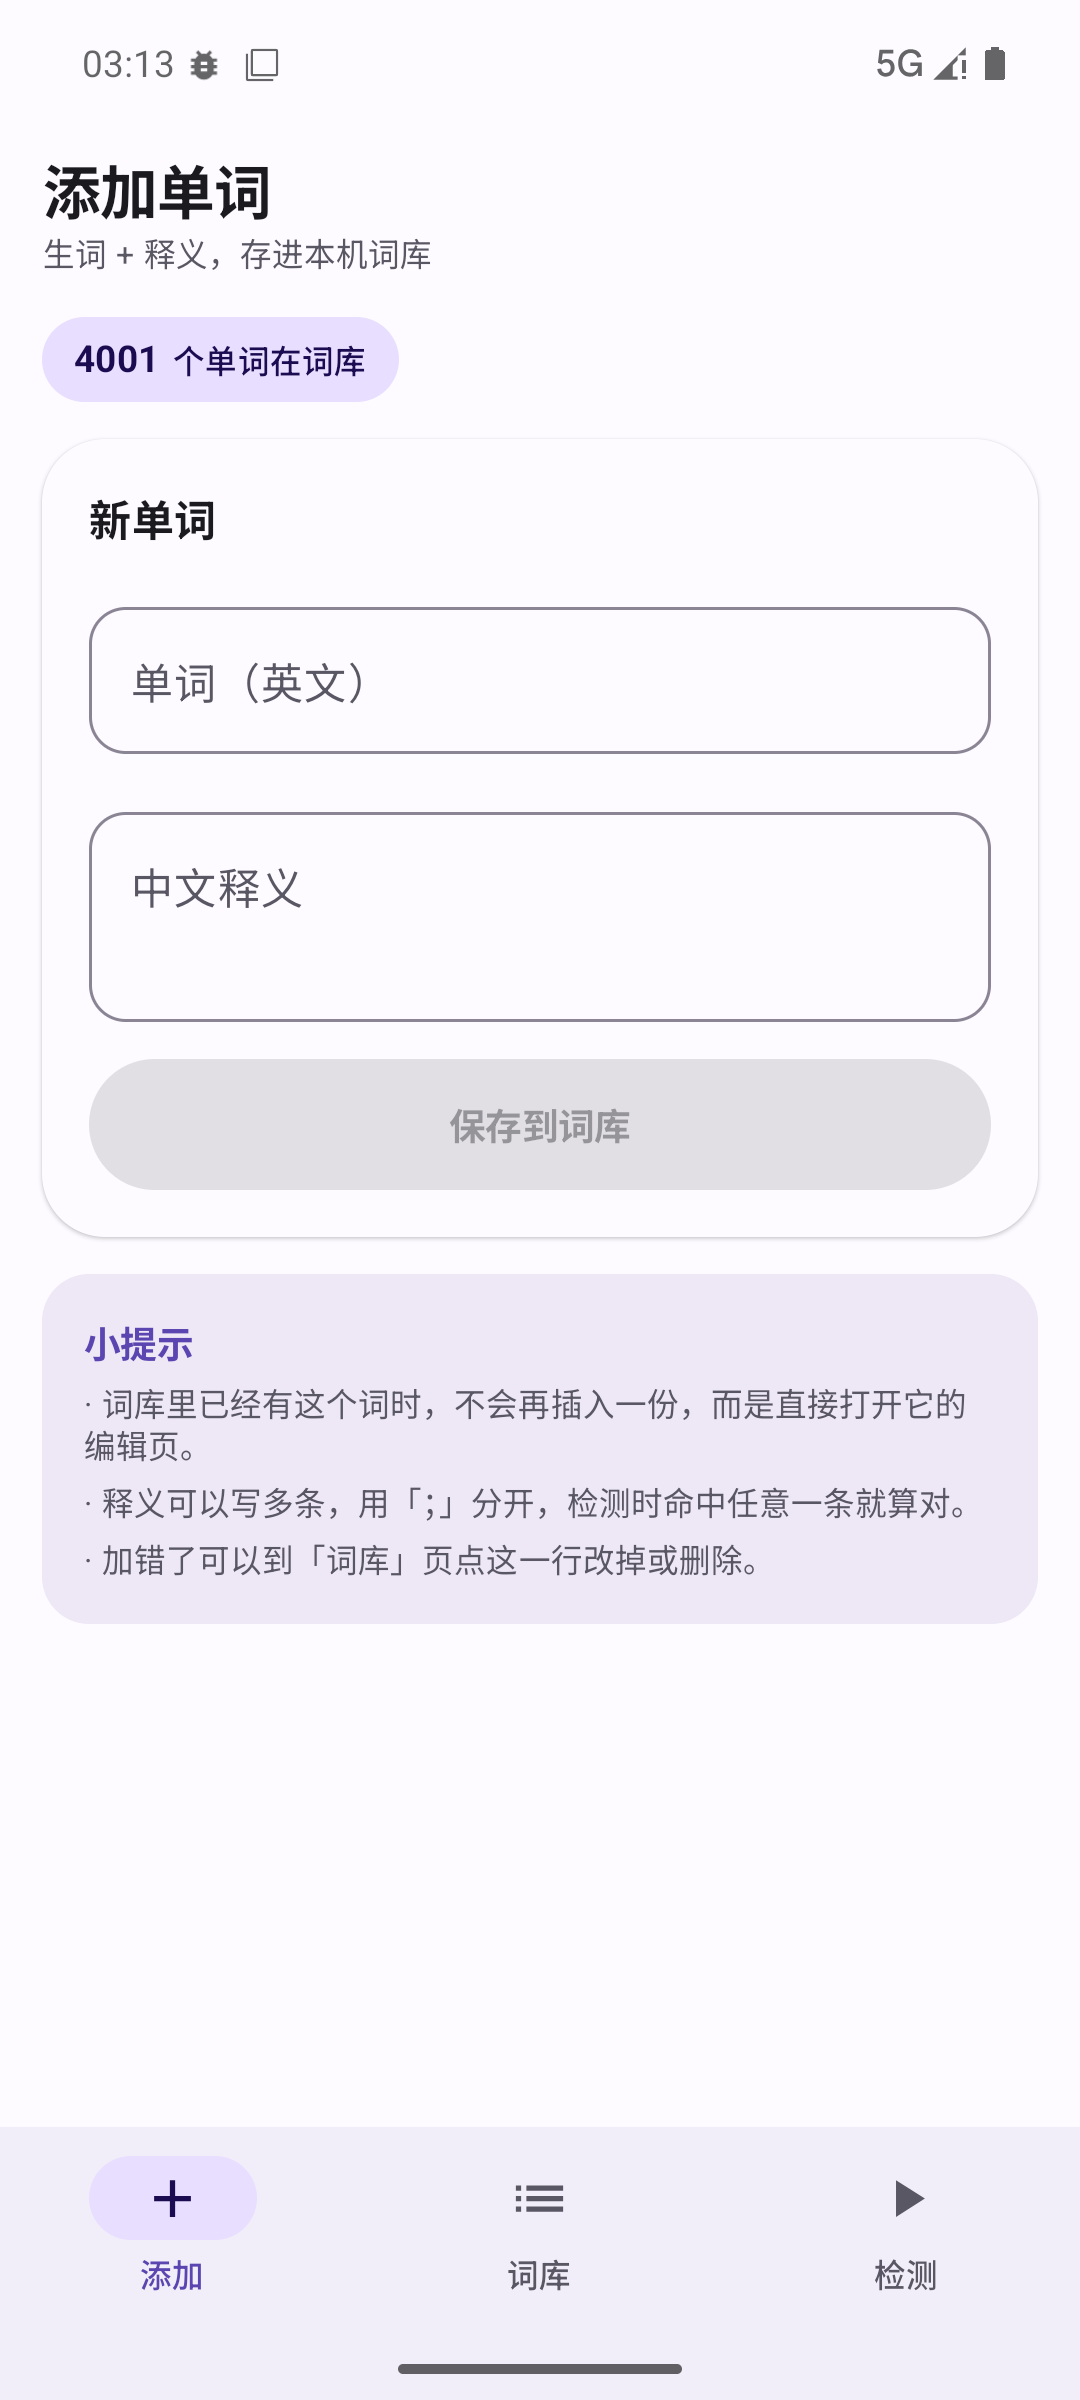 03:13
5G
添加单词
生词 + 释义，存进本机词库
4001 个单词在词库
新单词
单词（英文）
中文释义
保存到词库
小提示
· 词库里已经有这个词时，不会再插入一份，而是直接打开它的
编辑页。
· 释义可以写多条，用「;」分开，检测时命中任意一条就算对。
· 加错了可以到「词库」页点这一行改掉或删除。
添加
词库
检测